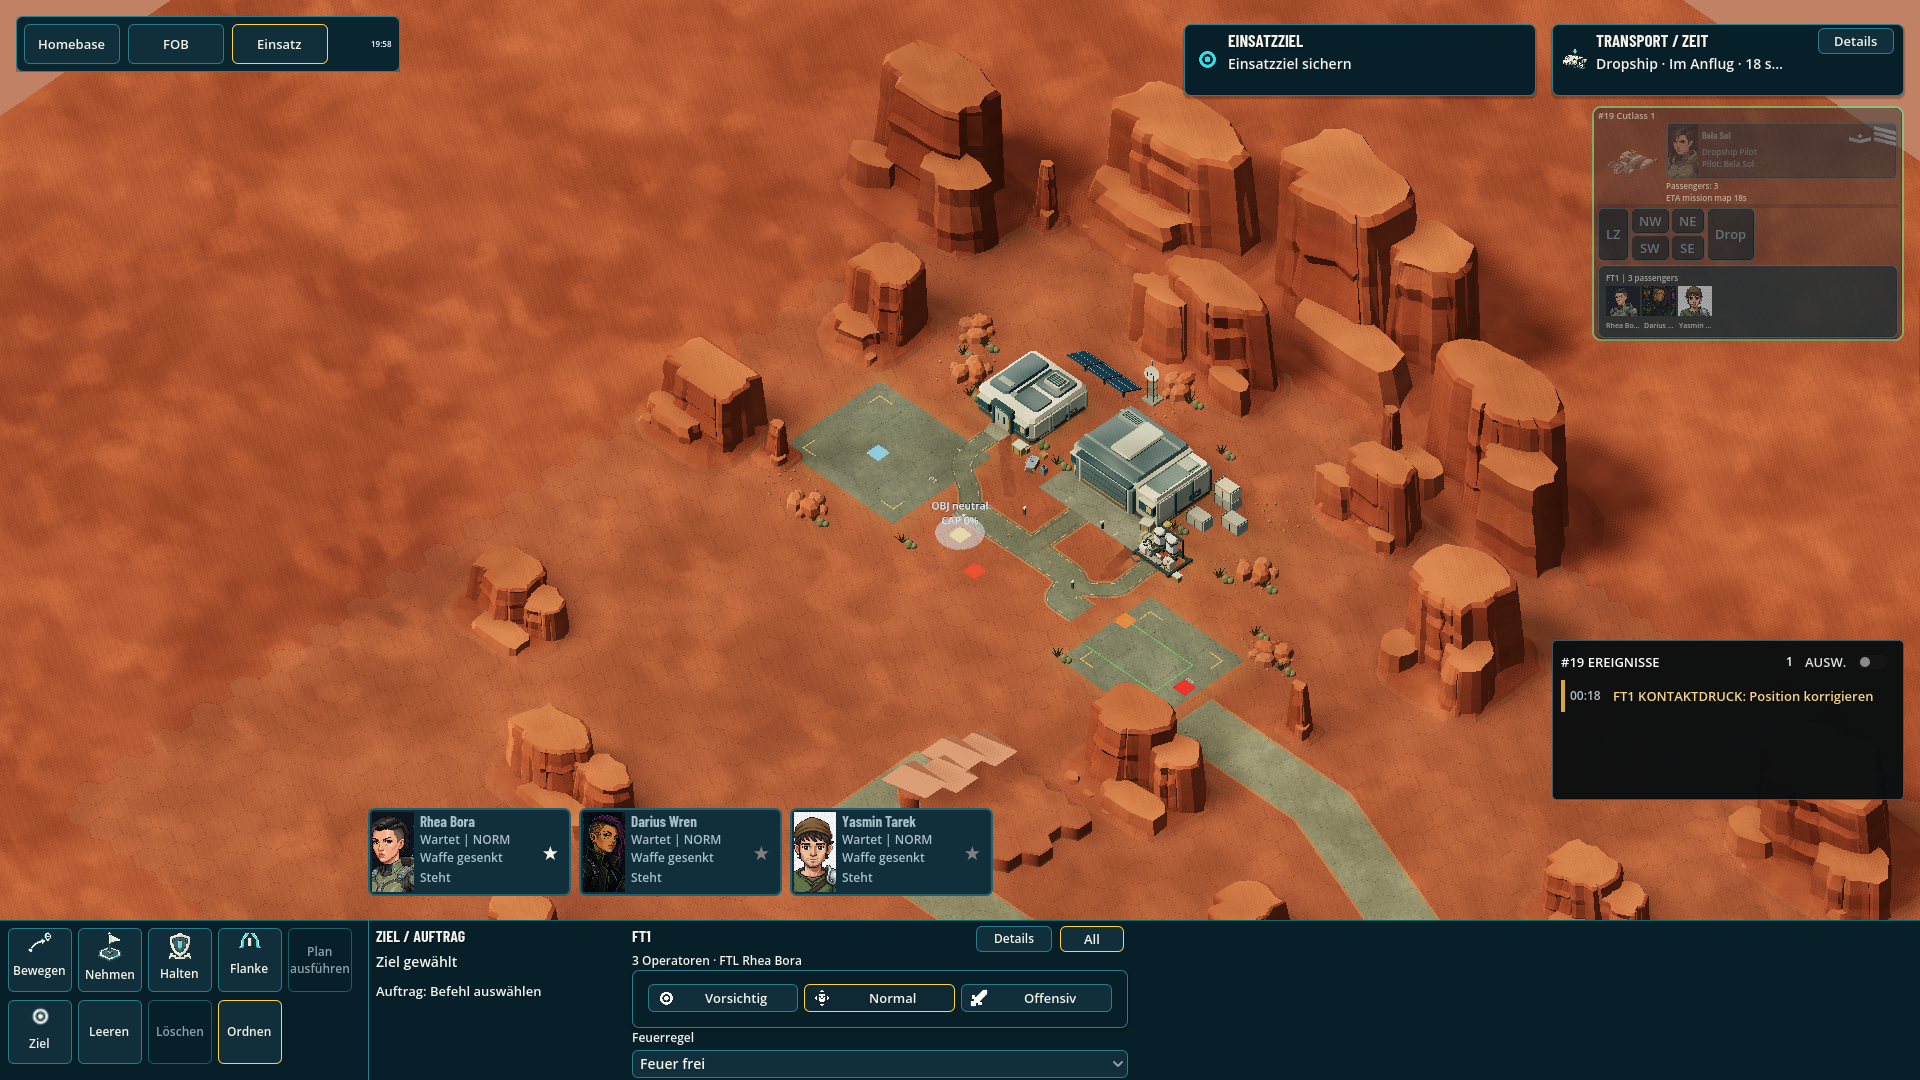 Homebase
FOB
Einsatz
19:58
EINSATZZIEL
Einsatzziel sichern
TRANSPORT / ZEIT
Dropship · Im Anflug · 18 s...
Details
#19 Cutlass 1
Bela Sol
Dropship Pilot
Pilot: Bela Sol
Passengers: 3
ETA mission map 18s
LZ
NW
NE
SW
SE
Drop
FT1 | 3 passengers
Rhea Bo...
Darius ...
Yasmin ...
OBJ neutral
CAP 0%
#19 EREIGNISSE
1
AUSW.
00:18
FT1 KONTAKTDRUCK: Position korrigieren
Rhea Bora
Wartet | NORM
Waffe gesenkt
Steht
Darius Wren
Wartet | NORM
Waffe gesenkt
Steht
Yasmin Tarek
Wartet | NORM
Waffe gesenkt
Steht
Bewegen
Nehmen
Halten
Flanke
Plan
ausführen
Ziel
Leeren
Löschen
Ordnen
ZIEL / AUFTRAG
Ziel gewählt
Auftrag: Befehl auswählen
FT1
Details
All
3 Operatoren · FTL Rhea Bora
Vorsichtig
Normal
Offensiv
Feuerregel
Feuer frei